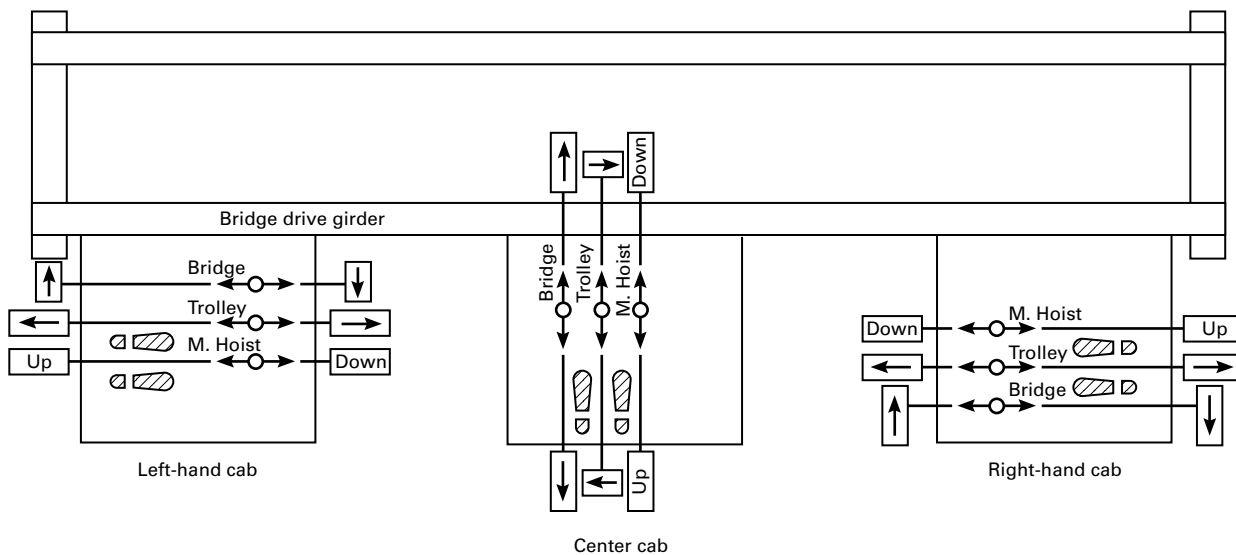 Down
Bridge drive girder
Bridge
Trolley
M. Hoist
Up
Down
Left-hand cab
Bridge
Trolley
M. Hoist
Up
Center cab
M. Hoist
Down
Up
Trolley
Bridge
Right-hand cab